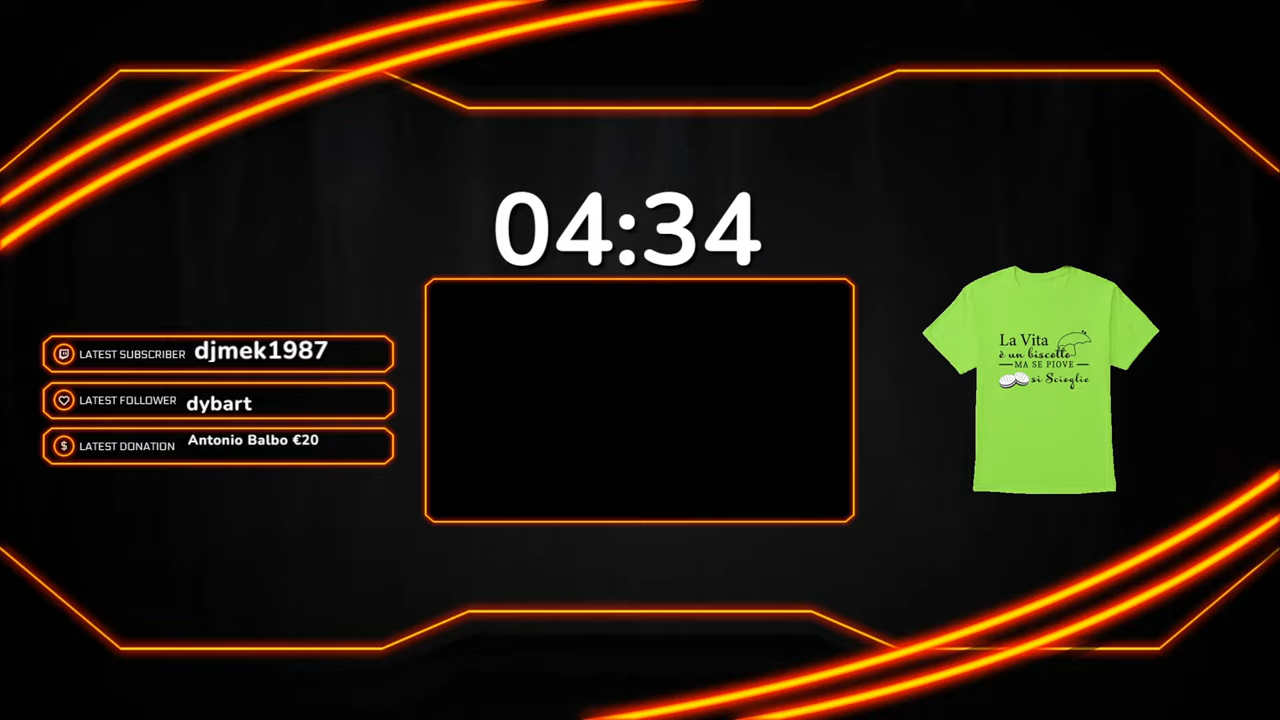 04:34
LATEST SUBSCRIBER djmek1987
LATEST FOLLOWER dybart
$ LATEST DONATION Antonio Balbo €20
La Vita
è un biscotto
MA SE PIOVE
si Scioglie